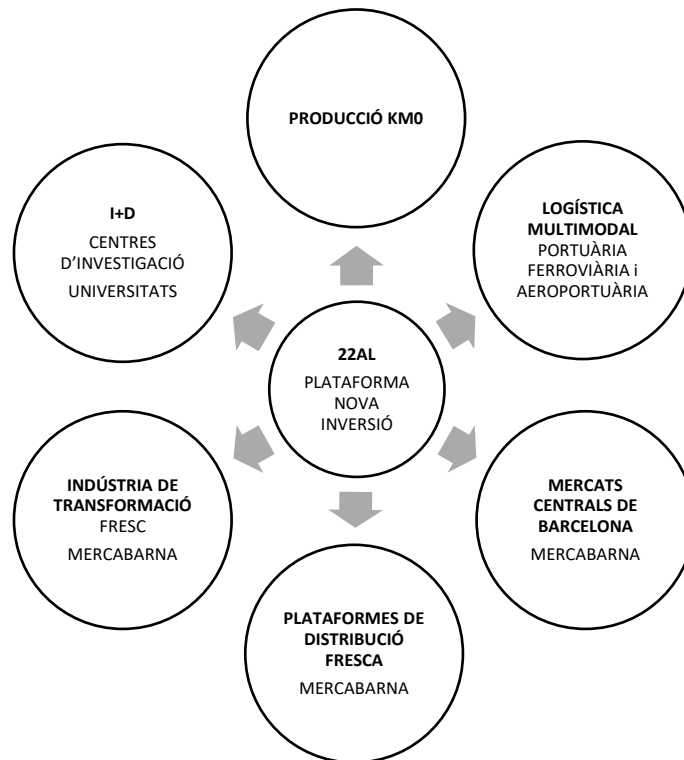 PRODUCCIÓ KM0
I+D
CENTRES
D'INVESTIGACIÓ
UNIVERSITATS
LOGÍSTICA
MULTIMODAL
PORTUÀRIA
FERROVIÀRIA i
AEROPORTUÀRIA
22AL
PLATAFORMA
NOVA
INVERSIÓ
INDÚSTRIA DE
TRANSFORMACIÓ
FRESC
MERCABARNA
MERCATS
CENTRALS DE
BARCELONA
MERCABARNA
PLATAFORMES DE
DISTRIBUCIÓ
FRESCA
MERCABARNA